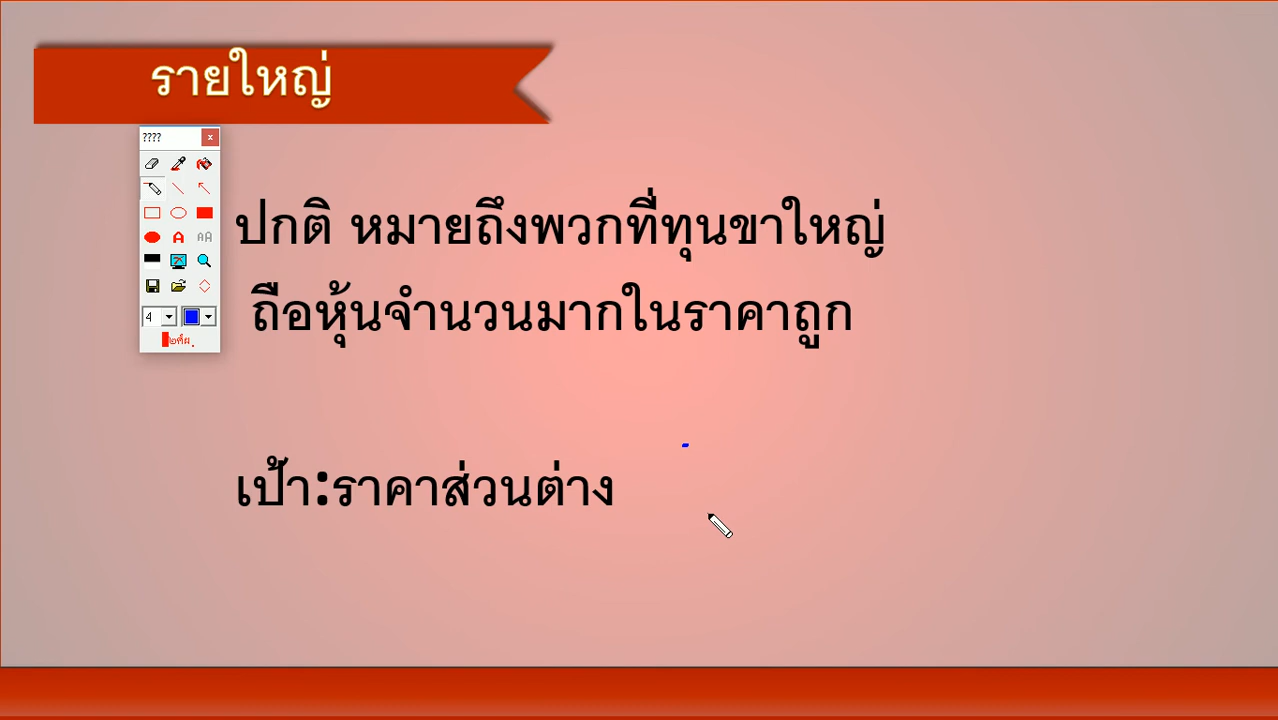 รายใหญ่
????
ปกติ หมายถึงพวกที่ทุนขาใหญ่
ถือหุ้นจำนวนมากในราคาถูก
4
เป้า:ราคาส่วนต่าง